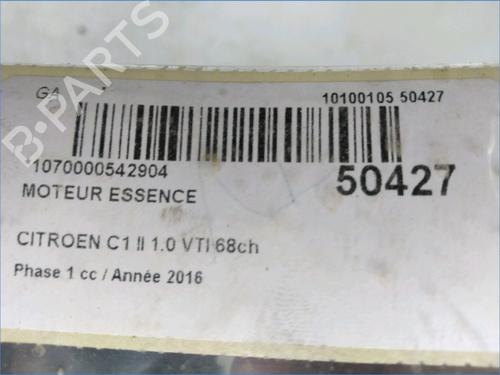 GA
10100105 50427
1070000542904
50427
MOTEUR ESSENCE
CITROEN C1 II 1.0 VTI 68ch
Phase 1 cc / Année 2016
B-PARTS